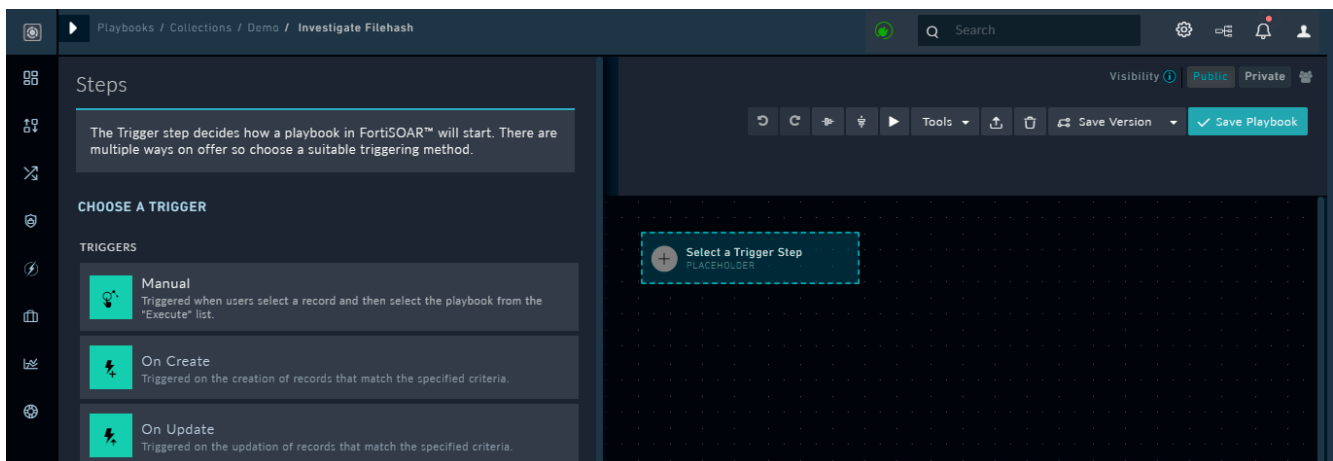 Playbooks / Collections / Demo / Investigate Filehash
Search
Steps
Visibility Public Private
The Trigger step decides how a playbook in FortiSOAR™ will start. There are
multiple ways on offer so choose a suitable triggering method.
Tools Save Version Save Playbook
CHOOSE A TRIGGER
TRIGGERS
Manual
Triggered when users select a record and then select the playbook from the
"Execute" list.
On Create
Triggered on the creation of records that match the specified criteria.
On Update
Triggered on the updation of records that match the specified criteria.
Select a Trigger Step
PLACEHOLDER